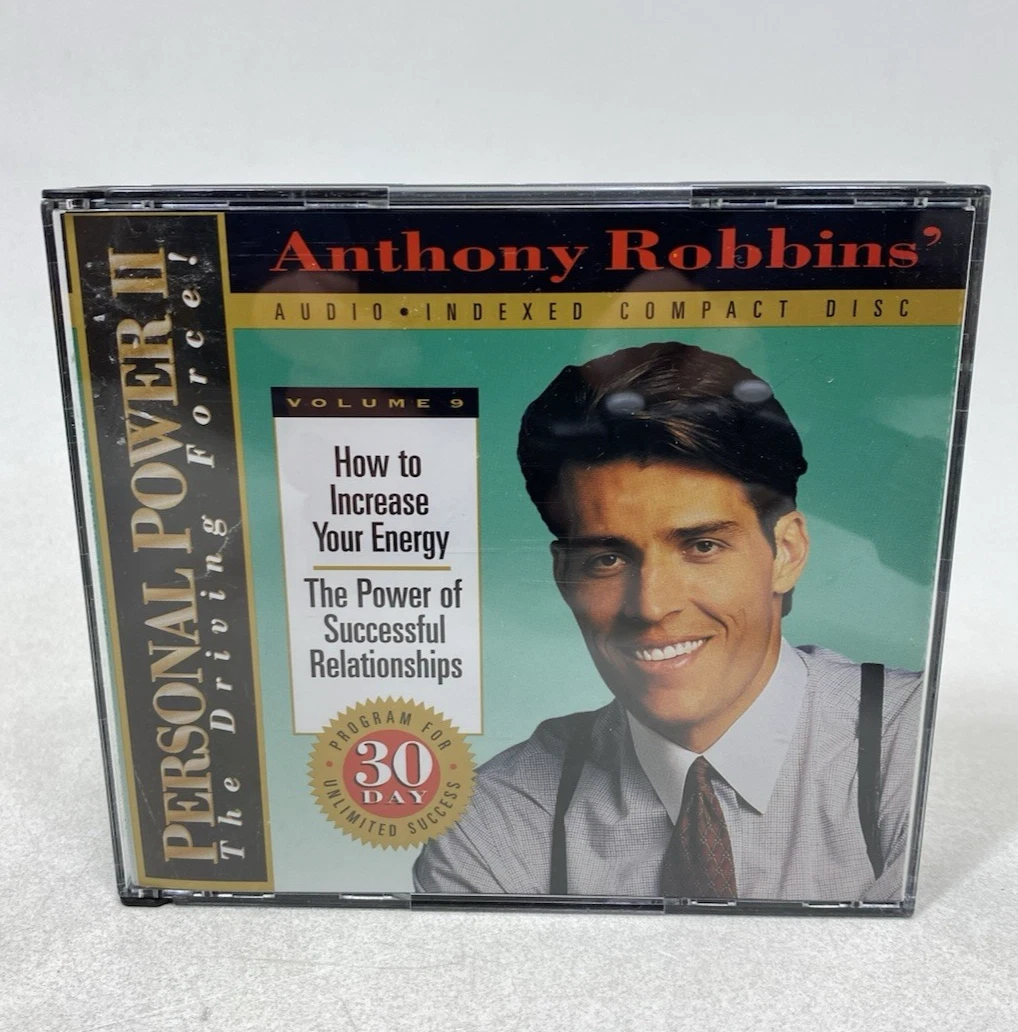 PERSONAL POWER II
The Driving Force!
Anthony Robbins'
AUDIO • INDEXED COMPACT DISC
VOLUME 9
How to
Increase
Your Energy
The Power of
Successful
Relationships
PROGRAM FOR
30
DAY
UNLIMITED SUCCESS